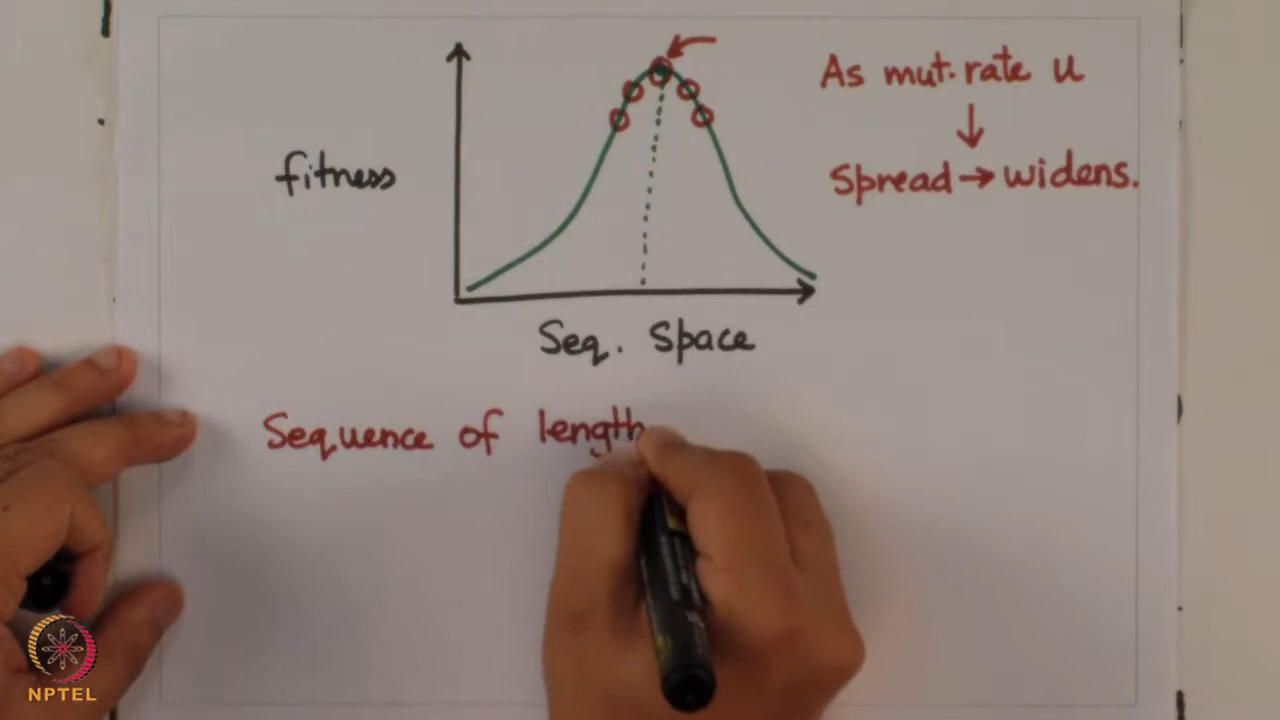 As mut. rate u
↓
Spread → widens.
fitness
Seq. Space
Sequence of length
NPTEL